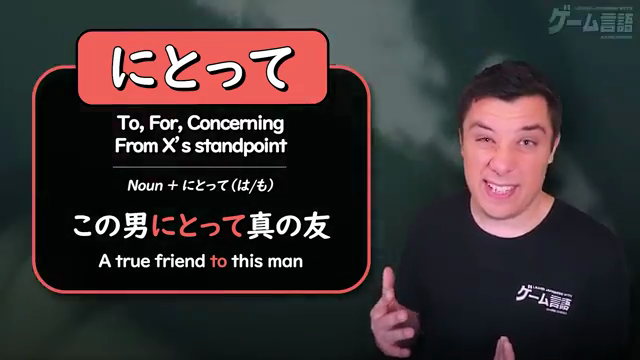 にとって
To, For, Concerning
From X's standpoint
Noun + にとって (は/も)
この男にとって真の友
A true friend to this man
ゲーム言語
ゲーム言語